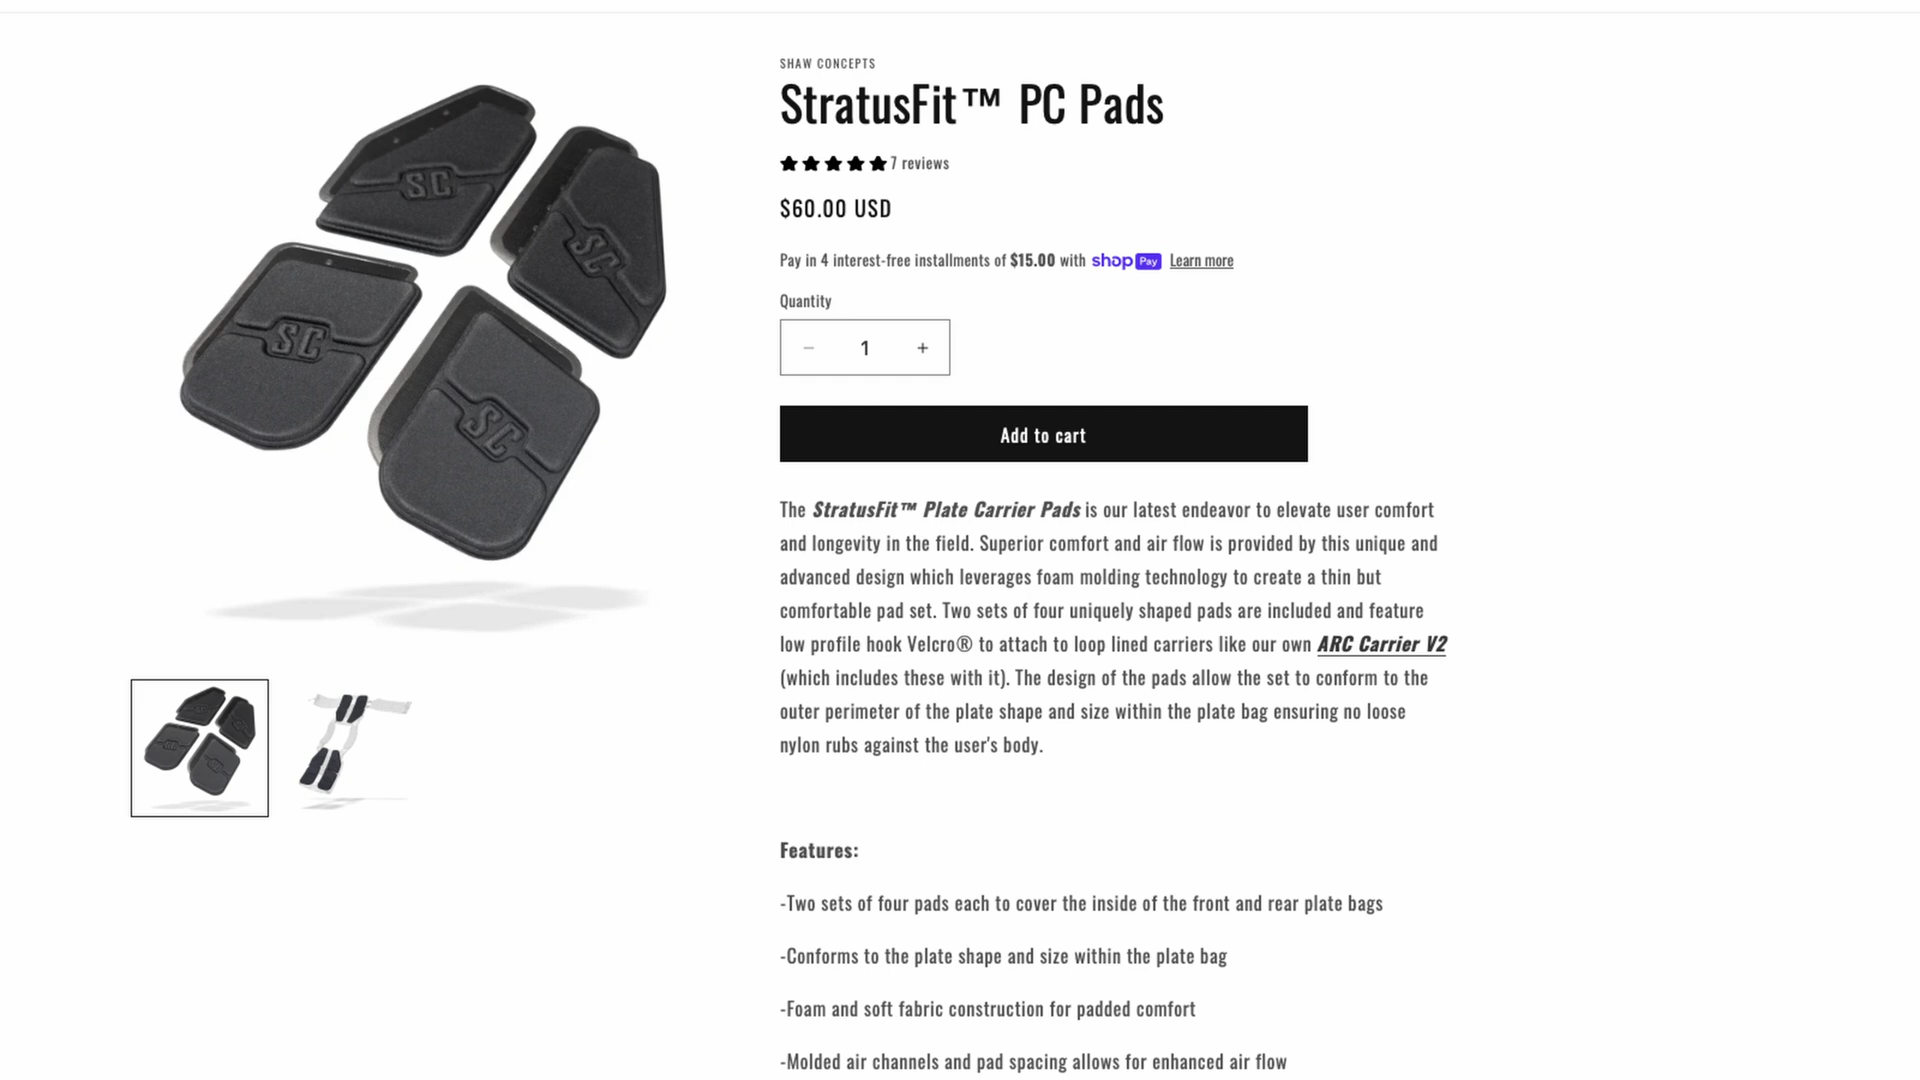 SHAW CONCEPTS
StratusFit™ PC Pads
7 reviews
$60.00 USD
Pay in 4 interest-free installments of $15.00 with shop Pay Learn more
Quantity
− 1 +
Add to cart
The StratusFit™ Plate Carrier Pads is our latest endeavor to elevate user comfort
and longevity in the field. Superior comfort and air flow is provided by this unique and
advanced design which leverages foam molding technology to create a thin but
comfortable pad set. Two sets of four uniquely shaped pads are included and feature
low profile hook Velcro® to attach to loop lined carriers like our own ARC Carrier V2
(which includes these with it). The design of the pads allow the set to conform to the
outer perimeter of the plate shape and size within the plate bag ensuring no loose
nylon rubs against the user's body.
Features:
-Two sets of four pads each to cover the inside of the front and rear plate bags
-Conforms to the plate shape and size within the plate bag
-Foam and soft fabric construction for padded comfort
-Molded air channels and pad spacing allows for enhanced air flow
SC
SC
SC
SC